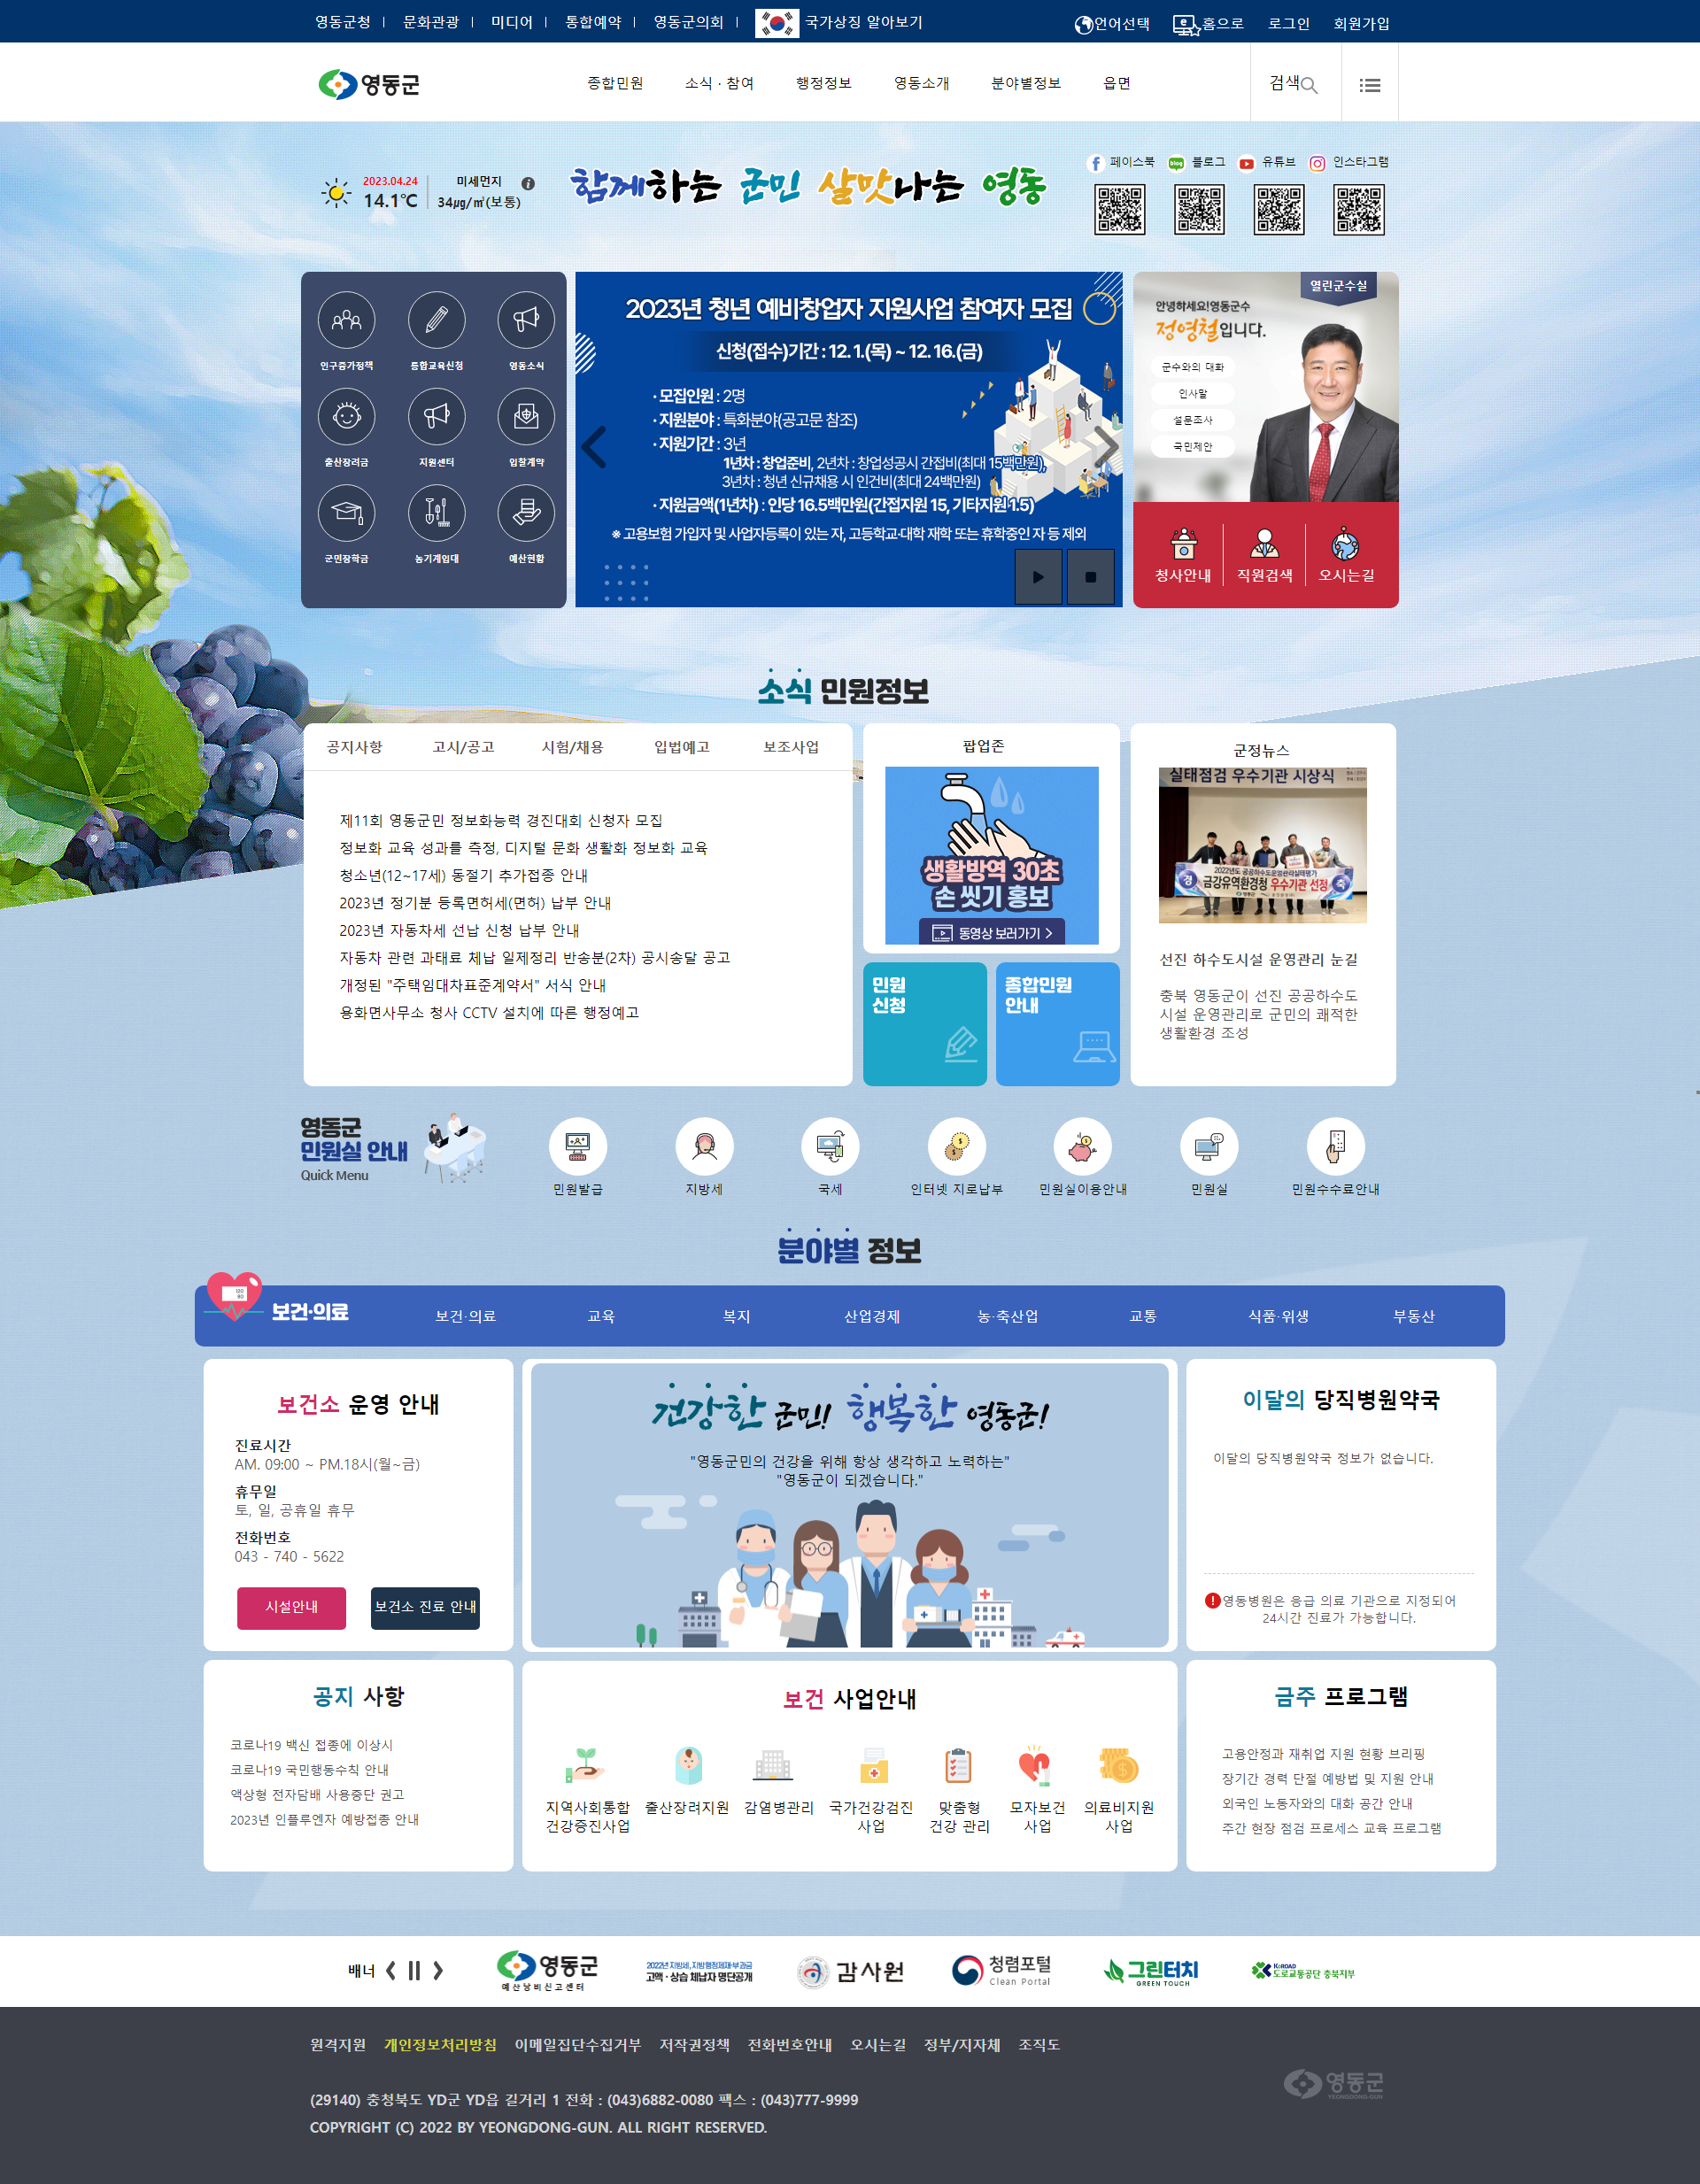 영동군청 문화관광 미디어 통합예약 영동군의회 국가상징 알아보기 언어선택 홈으로 로그인 회원가입
영동군 종합민원 소식 · 참여 행정정보 영동소개 분야별정보 읍면 검색
2023.04.24
14.1℃
미세먼지
34㎍/㎥(보통)
함께하는 군민 살맛나는 영동
페이스북 블로그 유튜브 인스타그램
인구증가정책 통합교육신청 영동소식
출산장려금 지원센터 입찰계약
군민장학금 농기계임대 예산현황
2023년 청년 예비창업자 지원사업 참여자 모집
신청(접수)기간 : 12. 1.(목) ~ 12. 16.(금)
· 모집인원 : 2명
· 지원분야 : 특화분야(공고문 참조)
· 지원기간 : 3년
1년차 : 창업준비, 2년차 : 창업성공시 간접비(최대 15백만원),
3년차 : 청년 신규채용 시 인건비(최대 24백만원)
· 지원금액(1년차) : 인당 16.5백만원(간접지원 15, 기타지원 1.5)
※ 고용보험 가입자 및 사업자등록이 있는 자, 고등학교·대학 재학 또는 휴학중인 자 등 제외
열린군수실
안녕하세요!영동군수
정영철입니다.
군수와의 대화
인사말
설문조사
국민제안
청사안내 직원검색 오시는길
소식 민원정보
공지사항 고시/공고 시험/채용 입법예고 보조사업
제11회 영동군민 정보화능력 경진대회 신청자 모집
정보화 교육 성과를 측정, 디지털 문화 생활화 정보화 교육
청소년(12~17세) 동절기 추가접종 안내
2023년 정기분 등록면허세(면허) 납부 안내
2023년 자동차세 선납 신청 납부 안내
자동차 관련 과태료 체납 일제정리 반송분(2차) 공시송달 공고
개정된 "주택임대차표준계약서" 서식 안내
용화면사무소 청사 CCTV 설치에 따른 행정예고
팝업존
생활방역 30초
손 씻기 홍보
동영상 보러가기
민원
신청
종합민원
안내
군정뉴스
실태점검 우수기관 시상식
금강유역환경청 우수기관 선정
선진 하수도시설 운영관리 눈길
충북 영동군이 선진 공공하수도
시설 운영관리로 군민의 쾌적한
생활환경 조성
영동군
민원실 안내
Quick Menu
민원발급 지방세 국세 인터넷 지로납부 민원실이용안내 민원실 민원수수료안내
분야별 정보
보건·의료 보건·의료 교육 복지 산업경제 농·축산업 교통 식품·위생 부동산
보건소 운영 안내
진료시간
AM. 09:00 ~ PM.18시(월~금)
휴무일
토, 일, 공휴일 휴무
전화번호
043 - 740 - 5622
시설안내 보건소 진료 안내
건강한 군민! 행복한 영동군!
"영동군민의 건강을 위해 항상 생각하고 노력하는"
"영동군이 되겠습니다."
이달의 당직병원약국
이달의 당직병원약국 정보가 없습니다.
영동병원은 응급 의료 기관으로 지정되어
24시간 진료가 가능합니다.
공지 사항
코로나19 백신 접종에 이상시
코로나19 국민행동수칙 안내
액상형 전자담배 사용중단 권고
2023년 인플루엔자 예방접종 안내
보건 사업안내
지역사회통합 출산장려지원 감염병관리 국가건강검진 맞춤형 모자보건 의료비지원
건강증진사업 사업 건강 관리 사업 사업
금주 프로그램
고용안정과 재취업 지원 현황 브리핑
장기간 경력 단절 예방법 및 지원 안내
외국인 노동자와의 대화 공간 안내
주간 현장 점검 프로세스 교육 프로그램
배너
영동군
예산낭비신고센터
2022년 지방세, 지방행정제재·부과금
고액·상습 체납자 명단공개
감사원
청렴포털
Clean Portal
그린터치
GREEN TOUCH
KoROAD
도로교통공단 충북지부
원격지원 개인정보처리방침 이메일집단수집거부 저작권정책 전화번호안내 오시는길 정부/지자체 조직도
(29140) 충청북도 YD군 YD읍 길거리 1 전화 : (043)6882-0080 팩스 : (043)777-9999
COPYRIGHT (C) 2022 BY YEONGDONG-GUN. ALL RIGHT RESERVED.
영동군
YEONGDONG-GUN